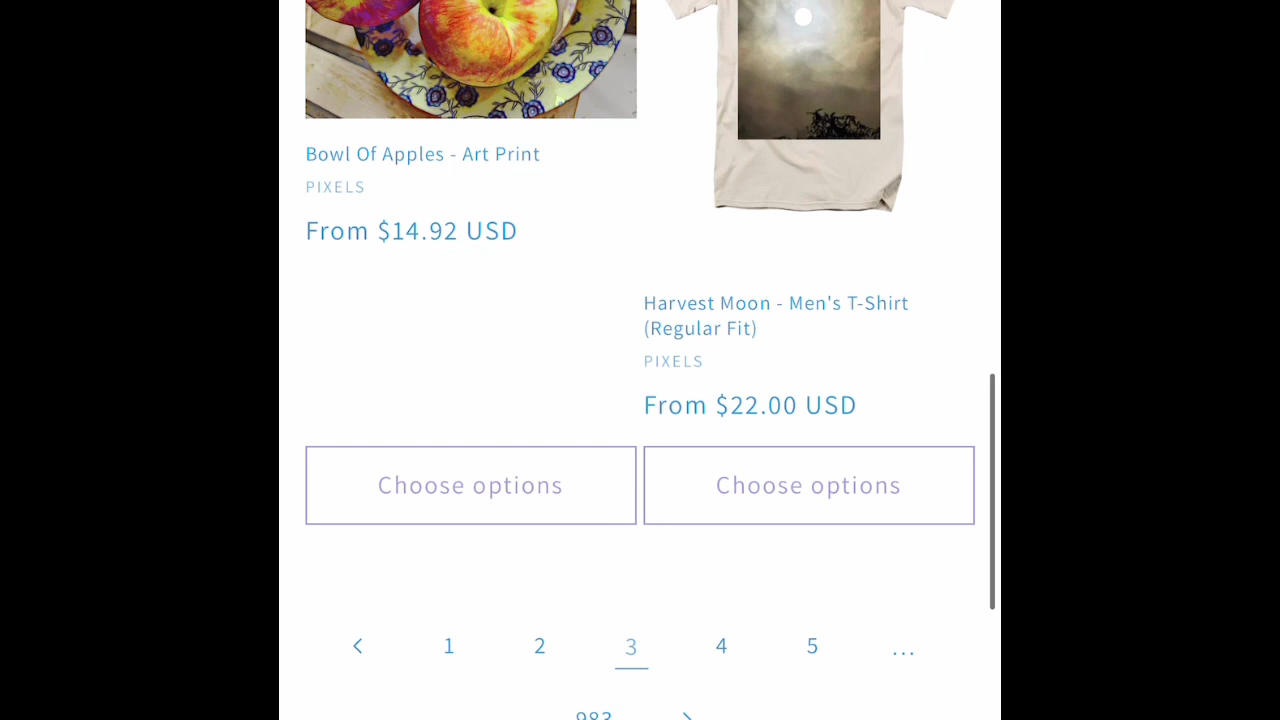 Bowl Of Apples - Art Print
PIXELS
From $14.92 USD
Harvest Moon - Men's T-Shirt
(Regular Fit)
PIXELS
From $22.00 USD
Choose options
Choose options
1 2 3 4 5 ...
983